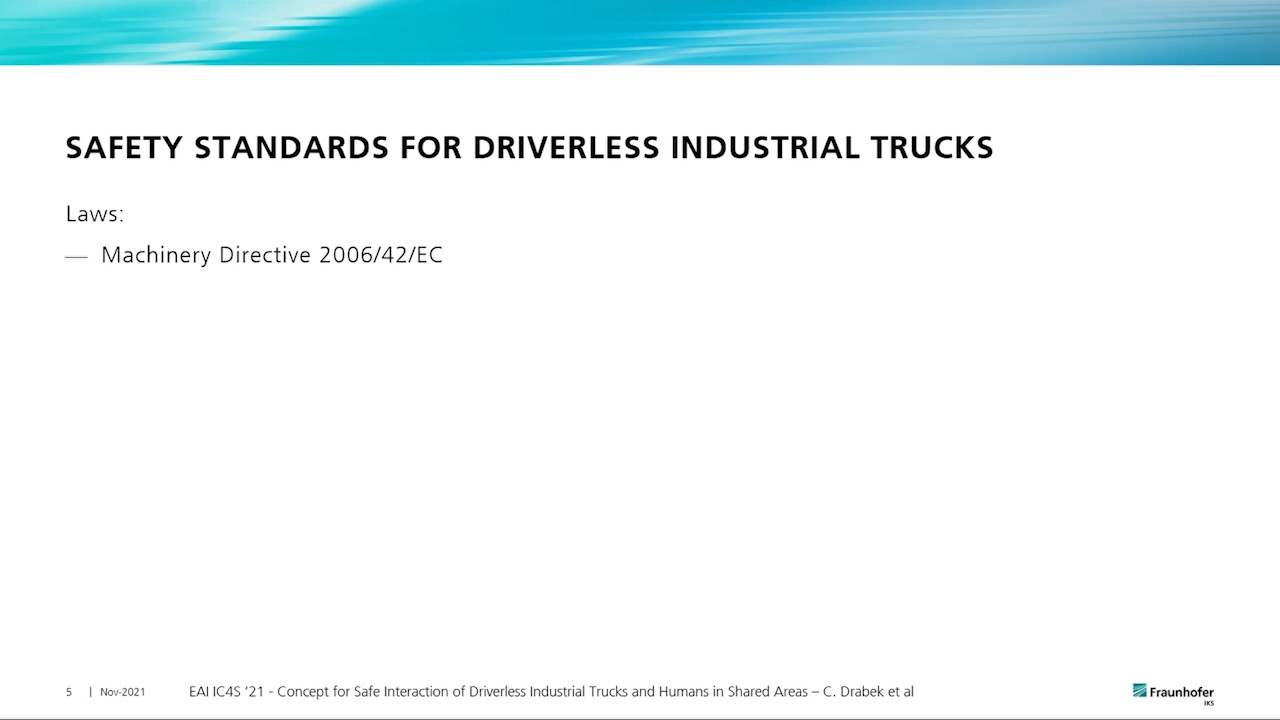 SAFETY STANDARDS FOR DRIVERLESS INDUSTRIAL TRUCKS
Laws:
— Machinery Directive 2006/42/EC
5 | Nov-2021 EAI IC4S ’21 - Concept for Safe Interaction of Driverless Industrial Trucks and Humans in Shared Areas – C. Drabek et al
Fraunhofer
IKS